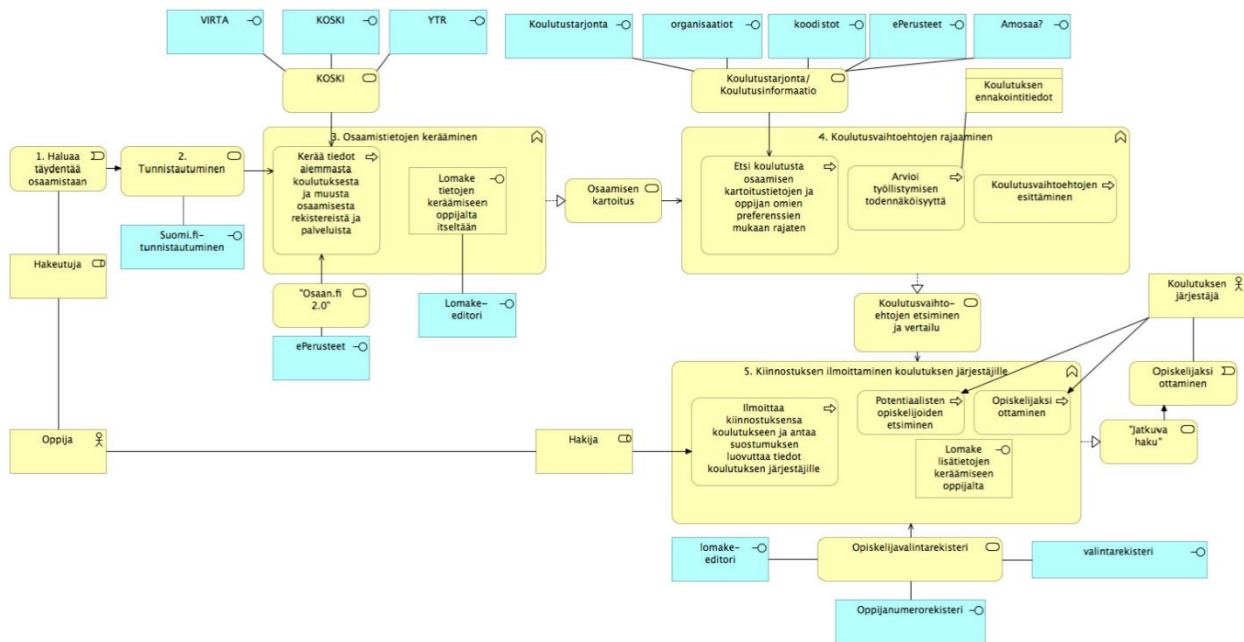 VIRTA
KOSKI
YTR
Koulutustarjonta
organisaatiot
koodistot
ePerusteet
Amosaa?
KOSKI
Koulutustarjonta/
Koulutusinformaatio
Koulutuksen
ennakointitiedot
1. Haluaa
täydentää
osaamistaan
2.
Tunnistautuminen
3. Osaamistietojen kerääminen
Kerää tiedot
aiemmasta
koulutuksesta
ja muusta
osaamisesta
rekistereistä ja
palveluista
Lomake
tietojen
keräämiseen
oppijalta
itseltään
Osaamisen
kartoitus
4. Koulutusvaihtoehtojen rajaaminen
Etsi koulutusta
osaamisen
kartoitustietojen ja
oppijan omien
preferenssien
mukaan rajaten
Arvioi
työllistymisen
todennäköisyyttä
Koulutusvaihtoehtojen
esittäminen
Suomi.fi-
tunnistautuminen
Hakeutuja
"Osaan.fi
2.0"
Lomake-
editori
ePerusteet
Koulutusvaihto-
ehtojen etsiminen
ja vertailu
Koulutuksen
järjestäjä
5. Kiinnostuksen ilmoittaminen koulutuksen järjestäjille
Ilmoittaa
kiinnostuksensa
koulutukseen ja antaa
suostumuksen
luovuttaa tiedot
koulutuksen järjestäjille
Potentiaalisten
opiskelijoiden
etsiminen
Opiskelijaksi
ottaminen
Lomake
lisätietojen
keräämiseen
oppijalta
Opiskelijaksi
ottaminen
"Jatkuva
haku"
Oppija
Hakija
lomake-
editori
Opiskelijavalintarekisteri
valintarekisteri
Oppijanumerorekisteri